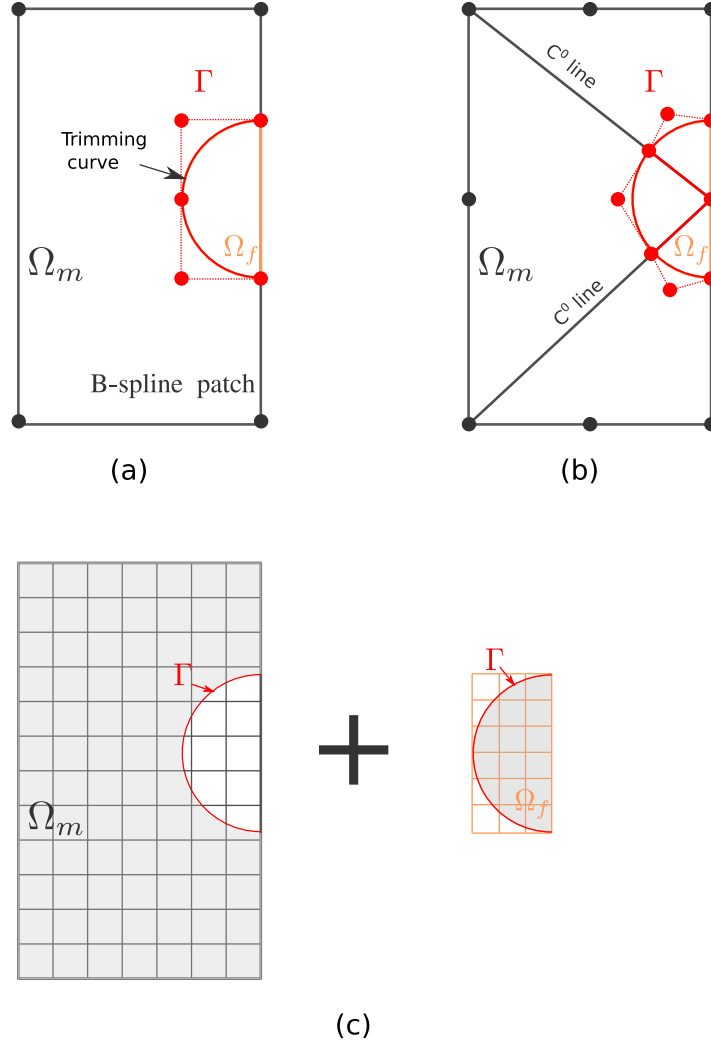 Γ
Trimming
curve
Ω_f
Ω_m
B-spline patch
(a)
C⁰ line
Γ
Ω_f
Ω_m
C⁰ line
(b)
Γ
Ω_m
Γ
Ω_f
(c)